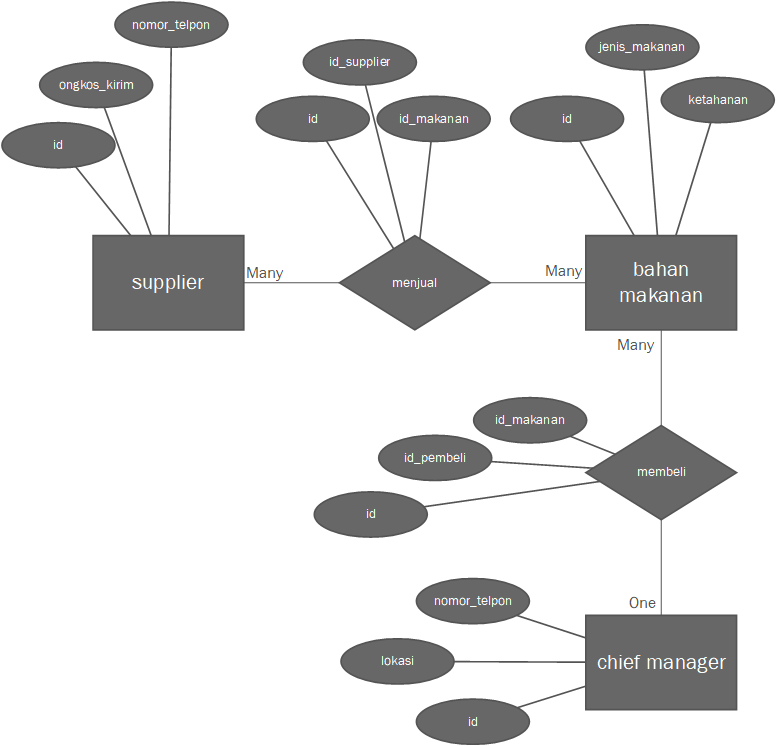 nomor_telpon
ongkos_kirim
id
id_supplier
id
id_makanan
jenis_makanan
ketahanan
id
supplier
Many
menjual
Many
bahan
makanan
Many
id_makanan
id_pembeli
id
membeli
One
nomor_telpon
lokasi
id
chief manager